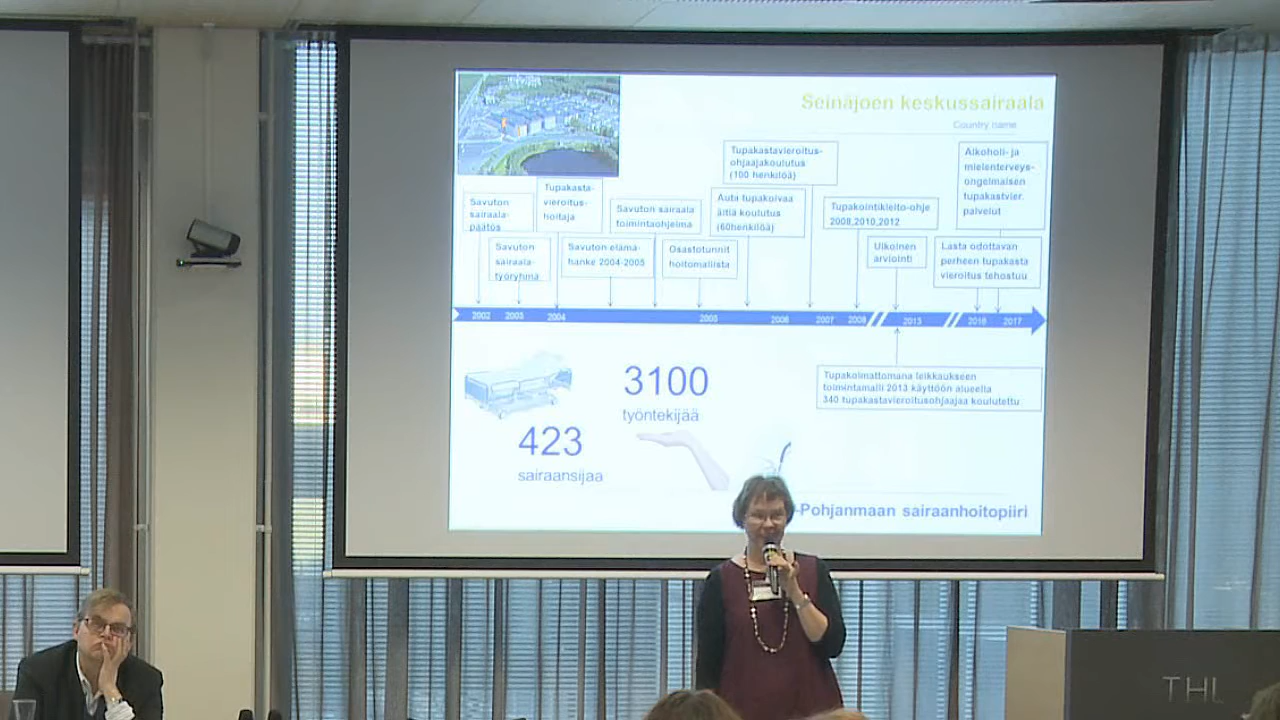 Seinäjoen keskussairaala
Country name
Tupakastavieroitus-
ohjaajakoulutus
(100 henkilöä)
Alkoholi- ja
mielenterveys-
ongelmaisen
tupakastvier.
palvelut
Tupakasta-
vieroitus-
hoitaja
Savuton
sairaala-
päätös
Savuton sairaala
toimintaohjelma
Auta tupakoivaa
äitiä koulutus
(60henkilöä)
Tupakointikielto-ohje
2008,2010,2012
Savuton
sairaala-
työryhmä
Savuton elämä-
hanke 2004-2005
Osastotunnit
hoitomallista
Ulkoinen
arviointi
Lasta odottavan
perheen tupakasta
vieroitus tehostuu
2002 2003 2004 2005 2006 2007 2008 2013 2016 2017
Tupakoimattomana leikkaukseen
toimintamalli 2013 käyttöön alueella
340 tupakastavieroitusohjaajaa koulutettu
3100
työntekijää
423
sairaansijaa
-Pohjanmaan sairaanhoitopiiri
THL